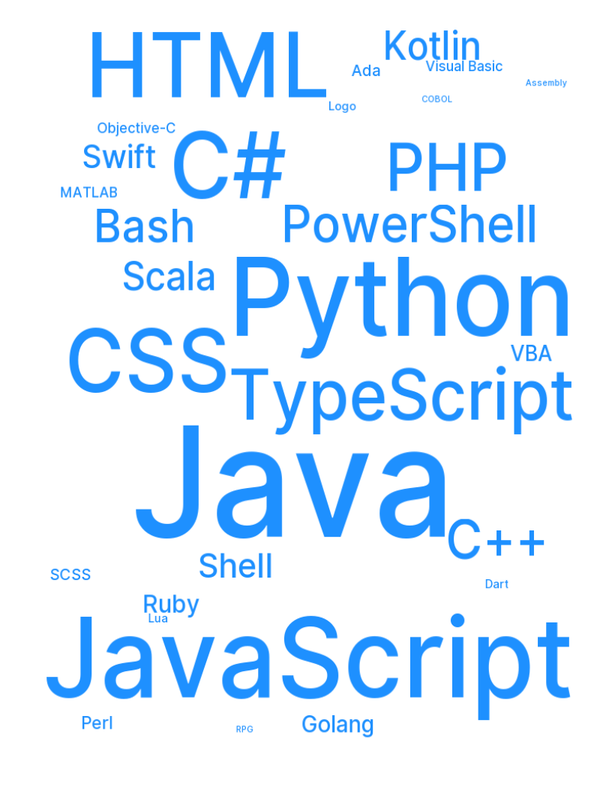 HTML
Kotlin
Visual Basic
Ada
Assembly
COBOL
Logo
Objective-C
C#
Swift
PHP
MATLAB
Bash
PowerShell
Scala
Python
CSS
VBA
TypeScript
Java
C++
Shell
SCSS
Dart
Ruby
Lua
JavaScript
Perl
RPG
Golang